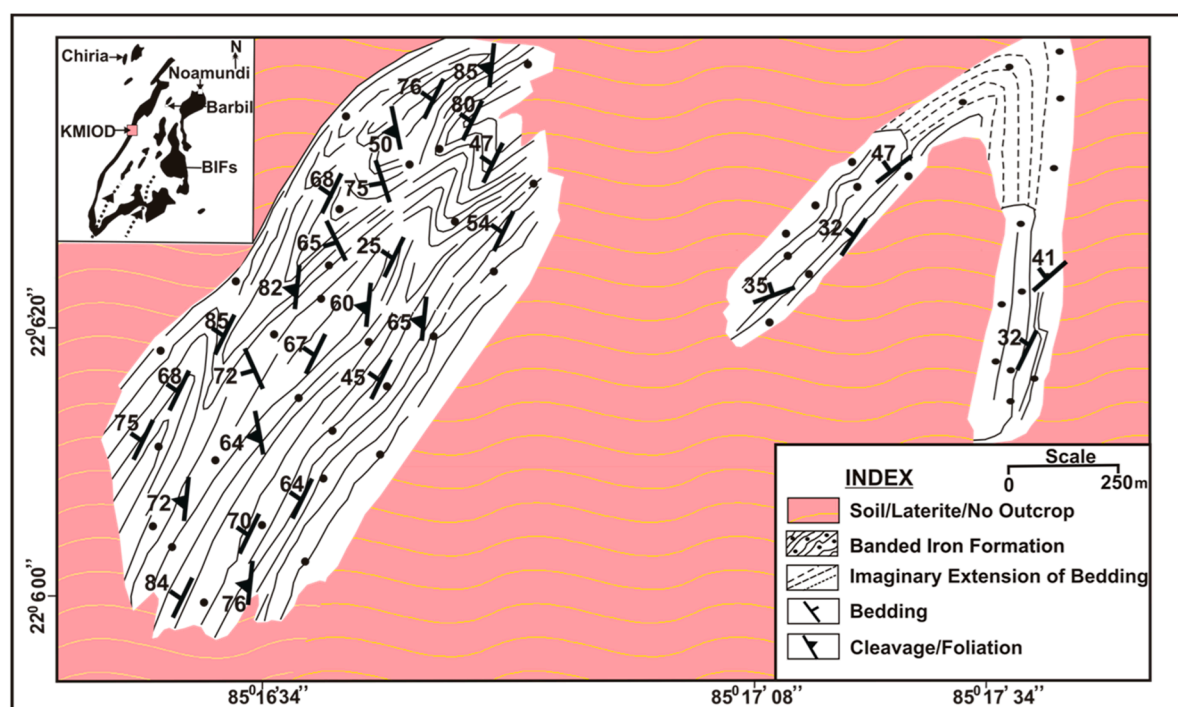 Chiria
N
Noamundi
Barbil
KMIOD
BIFs
85
76
80
50
47
68
75
54
65
25
82
60
65
85
67
72
45
68
75
64
72
64
70
84
76
47
32
35
41
32
22⁰6'20''
22⁰6'00''
85⁰16'34''
85⁰17'08''
85⁰17'34''
INDEX
Scale
0 250m
Soil/Laterite/No Outcrop
Banded Iron Formation
Imaginary Extension of Bedding
Bedding
Cleavage/Foliation